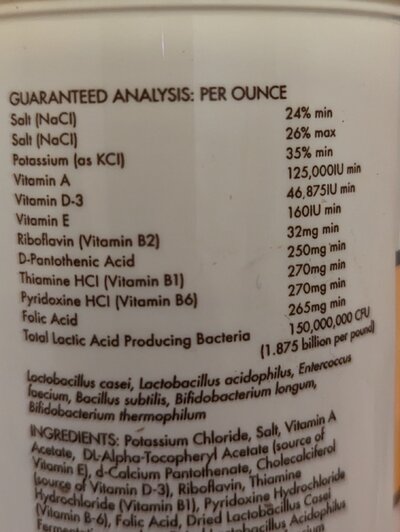 GUARANTEED ANALYSIS: PER OUNCE
Salt (NaCl) 24% min
Salt (NaCl) 26% max
Potassium (as KCl) 35% min
Vitamin A 125,000IU min
Vitamin D-3 46,875IU min
Vitamin E 160IU min
Riboflavin (Vitamin B2) 32mg min
D-Pantothenic Acid 250mg min
Thiamine HCl (Vitamin B1) 270mg min
Pyridoxine HCl (Vitamin B6) 270mg min
Folic Acid 265mg min
Total Lactic Acid Producing Bacteria 150,000,000 CFU
(1.875 billion per pound)
Lactobacillus casei, Lactobacillus acidophilus, Entercoccus
faecium, Bacillus subtilis, Bifidobacterium longum,
Bifidobacterium thermophilum
INGREDIENTS: Potassium Chloride, Salt, Vitamin A
Acetate, DL-Alpha-Tocopheryl Acetate (source of
Vitamin E), d-Calcium Pantothenate, Cholecalciferol
(source of Vitamin D-3), Riboflavin, Thiamine
Hydrochloride (Vitamin B1), Pyridoxine Hydrochloride
(Vitamin B-6), Folic Acid, Dried Lactobacillus Casei
Acidophilus